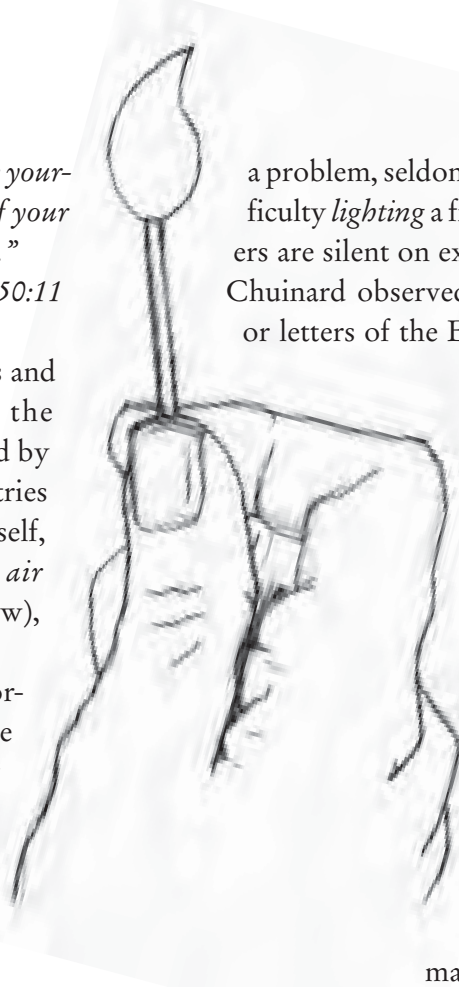 your-
f your
.”
50:11
s and
the
d by
tries
self,
air
w),
or-
e
a problem, seldom
ficulty lighting a fi
ers are silent on ex
Chuinard observed
or letters of the E
ma